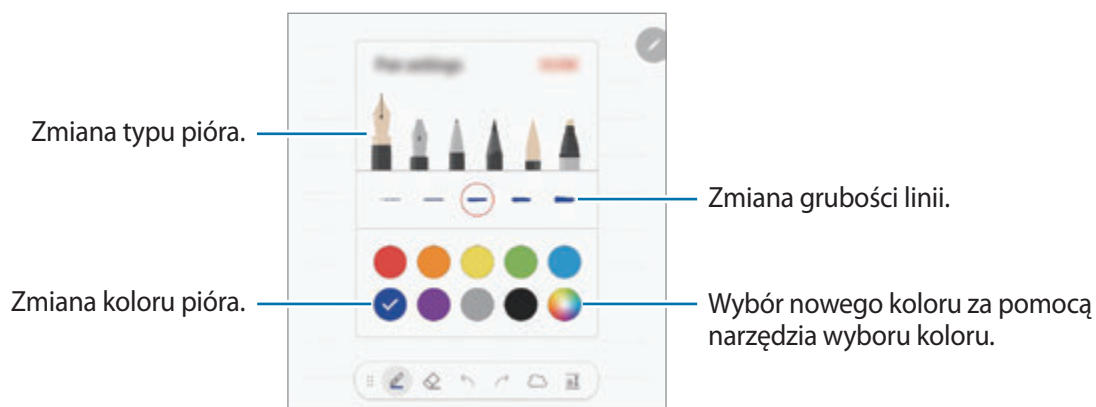 Zmiana typu pióra.
Zmiana grubości linii.
Zmiana koloru pióra.
Wybór nowego koloru za pomocą
narzędzia wyboru koloru.